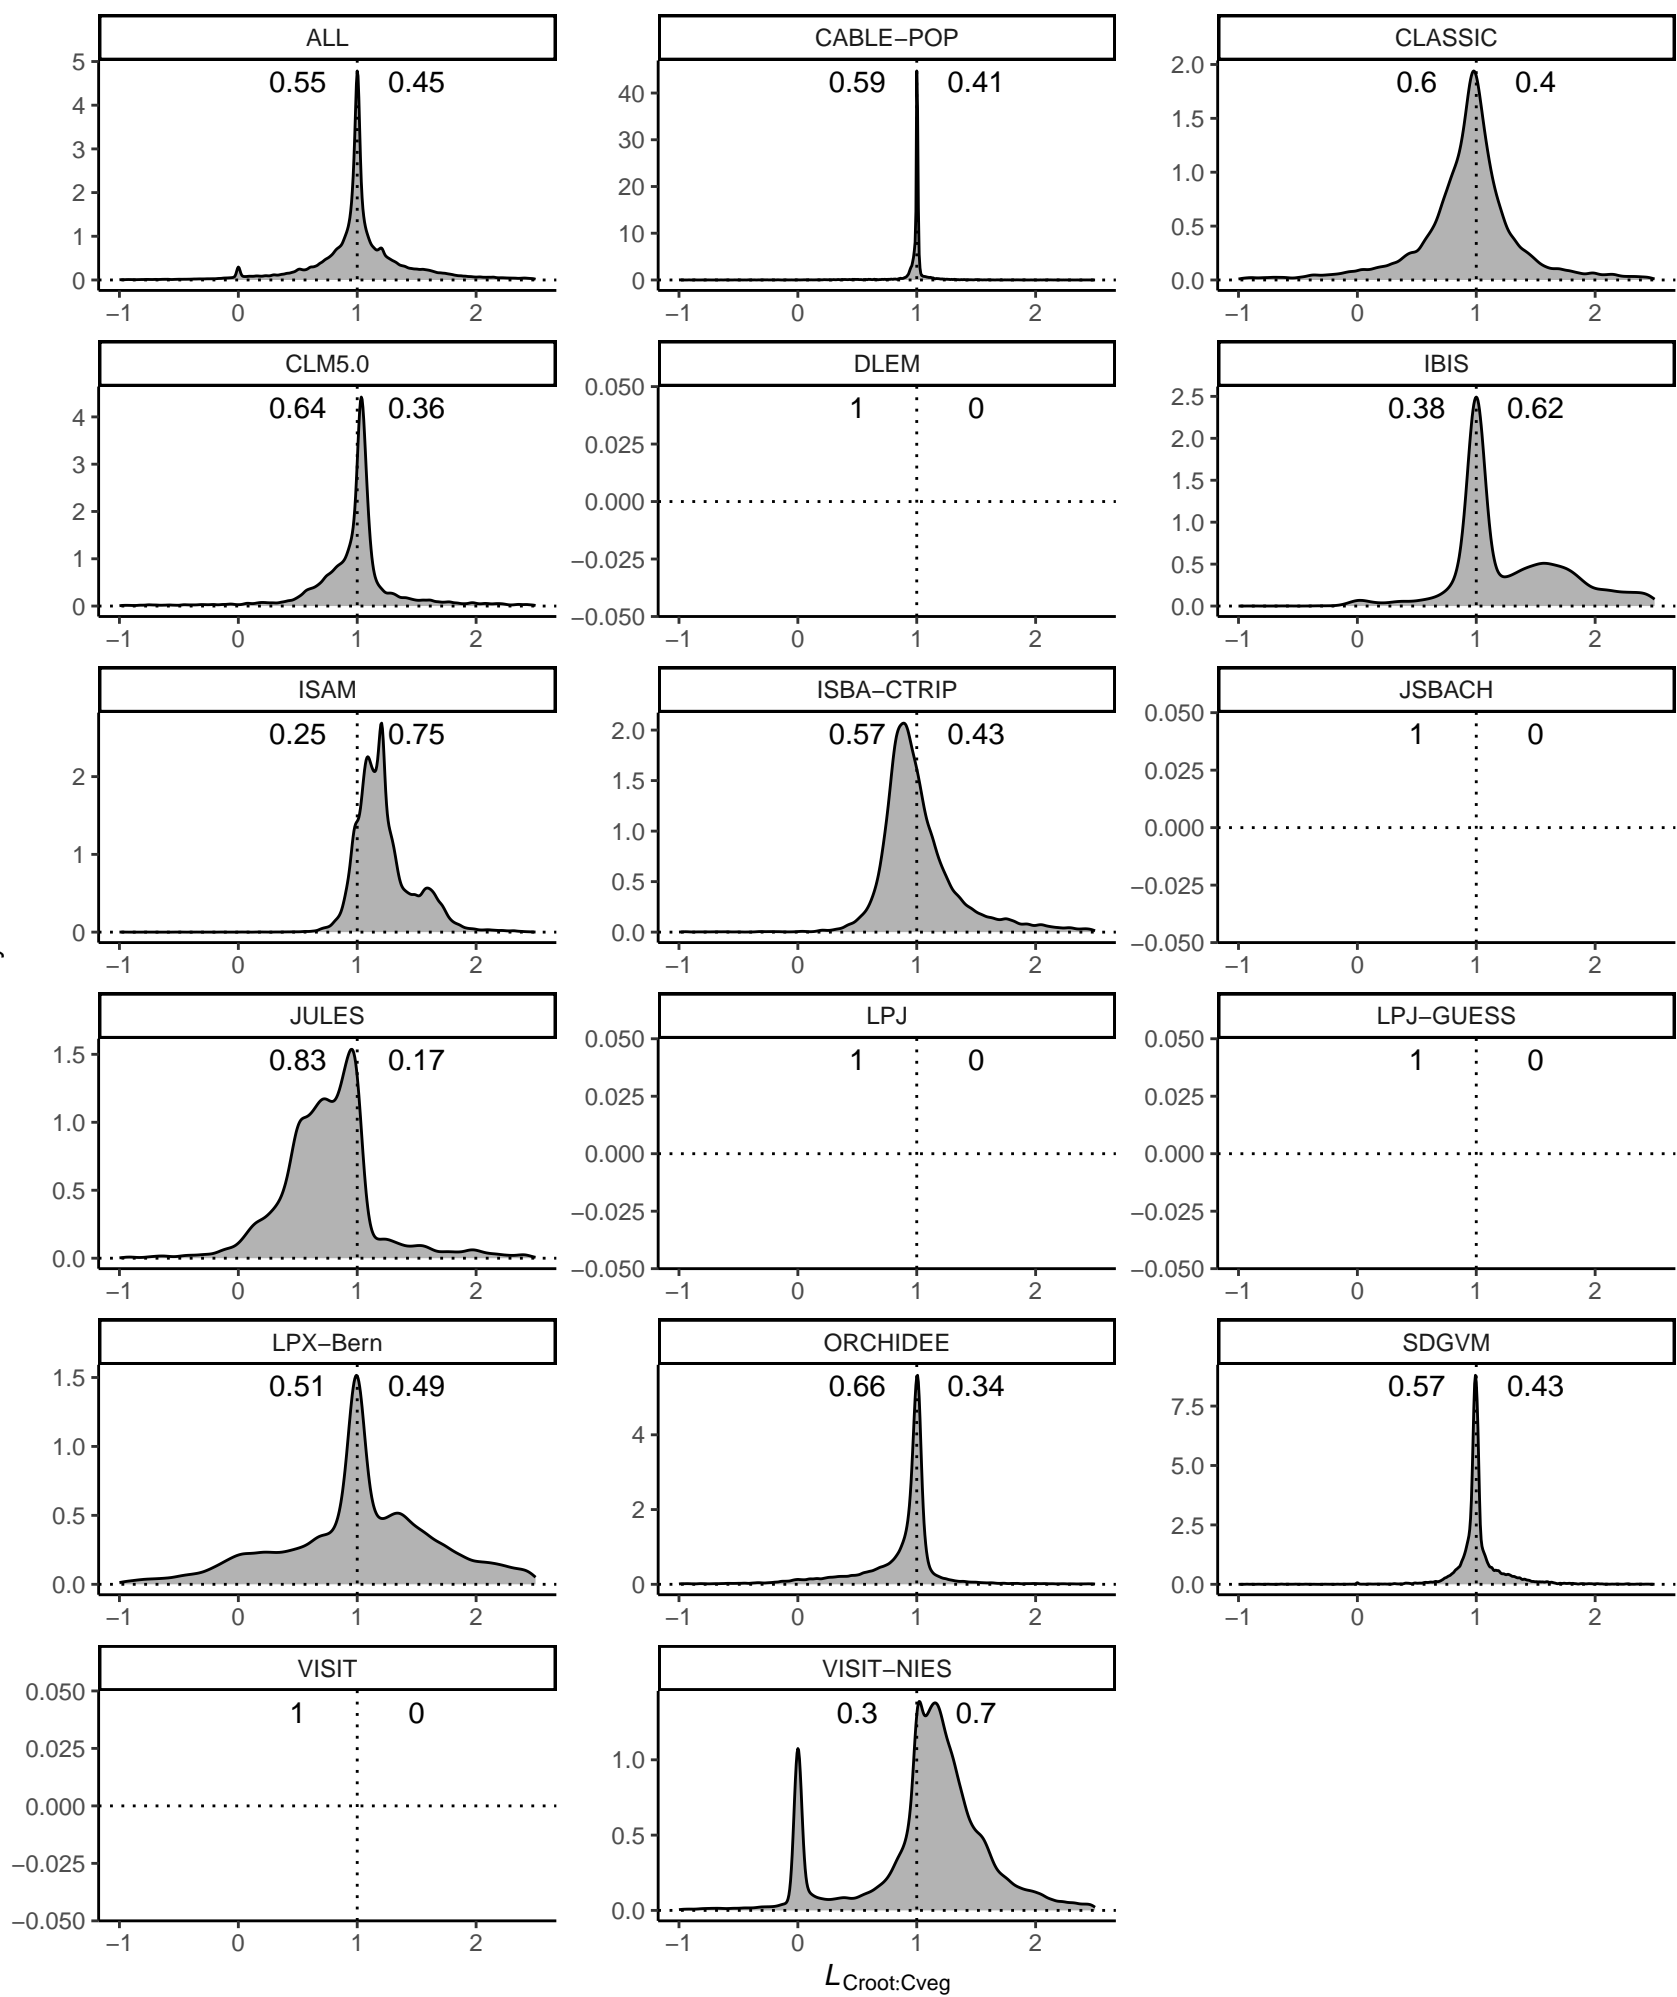 ALL
0.55 0.45
5
4
3
2
1
0
−1 0 1 2
CABLE−POP
0.59 0.41
40
30
20
10
0
−1 0 1 2
CLASSIC
0.6 0.4
2.0
1.5
1.0
0.5
0.0
−1 0 1 2
CLM5.0
0.64 0.36
4
3
2
1
0
−1 0 1 2
DLEM
1 0
0.050
0.025
0.000
−0.025
−0.050
−1 0 1 2
IBIS
0.38 0.62
2.5
2.0
1.5
1.0
0.5
0.0
−1 0 1 2
ISAM
0.25 0.75
2
1
0
−1 0 1 2
ISBA−CTRIP
0.57 0.43
2.0
1.5
1.0
0.5
0.0
−1 0 1 2
JSBACH
1 0
0.050
0.025
0.000
−0.025
−0.050
−1 0 1 2
JULES
0.83 0.17
1.5
1.0
0.5
0.0
−1 0 1 2
LPJ
1 0
0.050
0.025
0.000
−0.025
−0.050
−1 0 1 2
LPJ−GUESS
1 0
0.050
0.025
0.000
−0.025
−0.050
−1 0 1 2
LPX−Bern
0.51 0.49
1.5
1.0
0.5
0.0
−1 0 1 2
ORCHIDEE
0.66 0.34
4
2
0
−1 0 1 2
SDGVM
0.57 0.43
7.5
5.0
2.5
0.0
−1 0 1 2
VISIT
1 0
0.050
0.025
0.000
−0.025
−0.050
−1 0 1 2
VISIT−NIES
0.3 0.7
1.0
0.5
0.0
−1 0 1 2
L Croot:Cveg